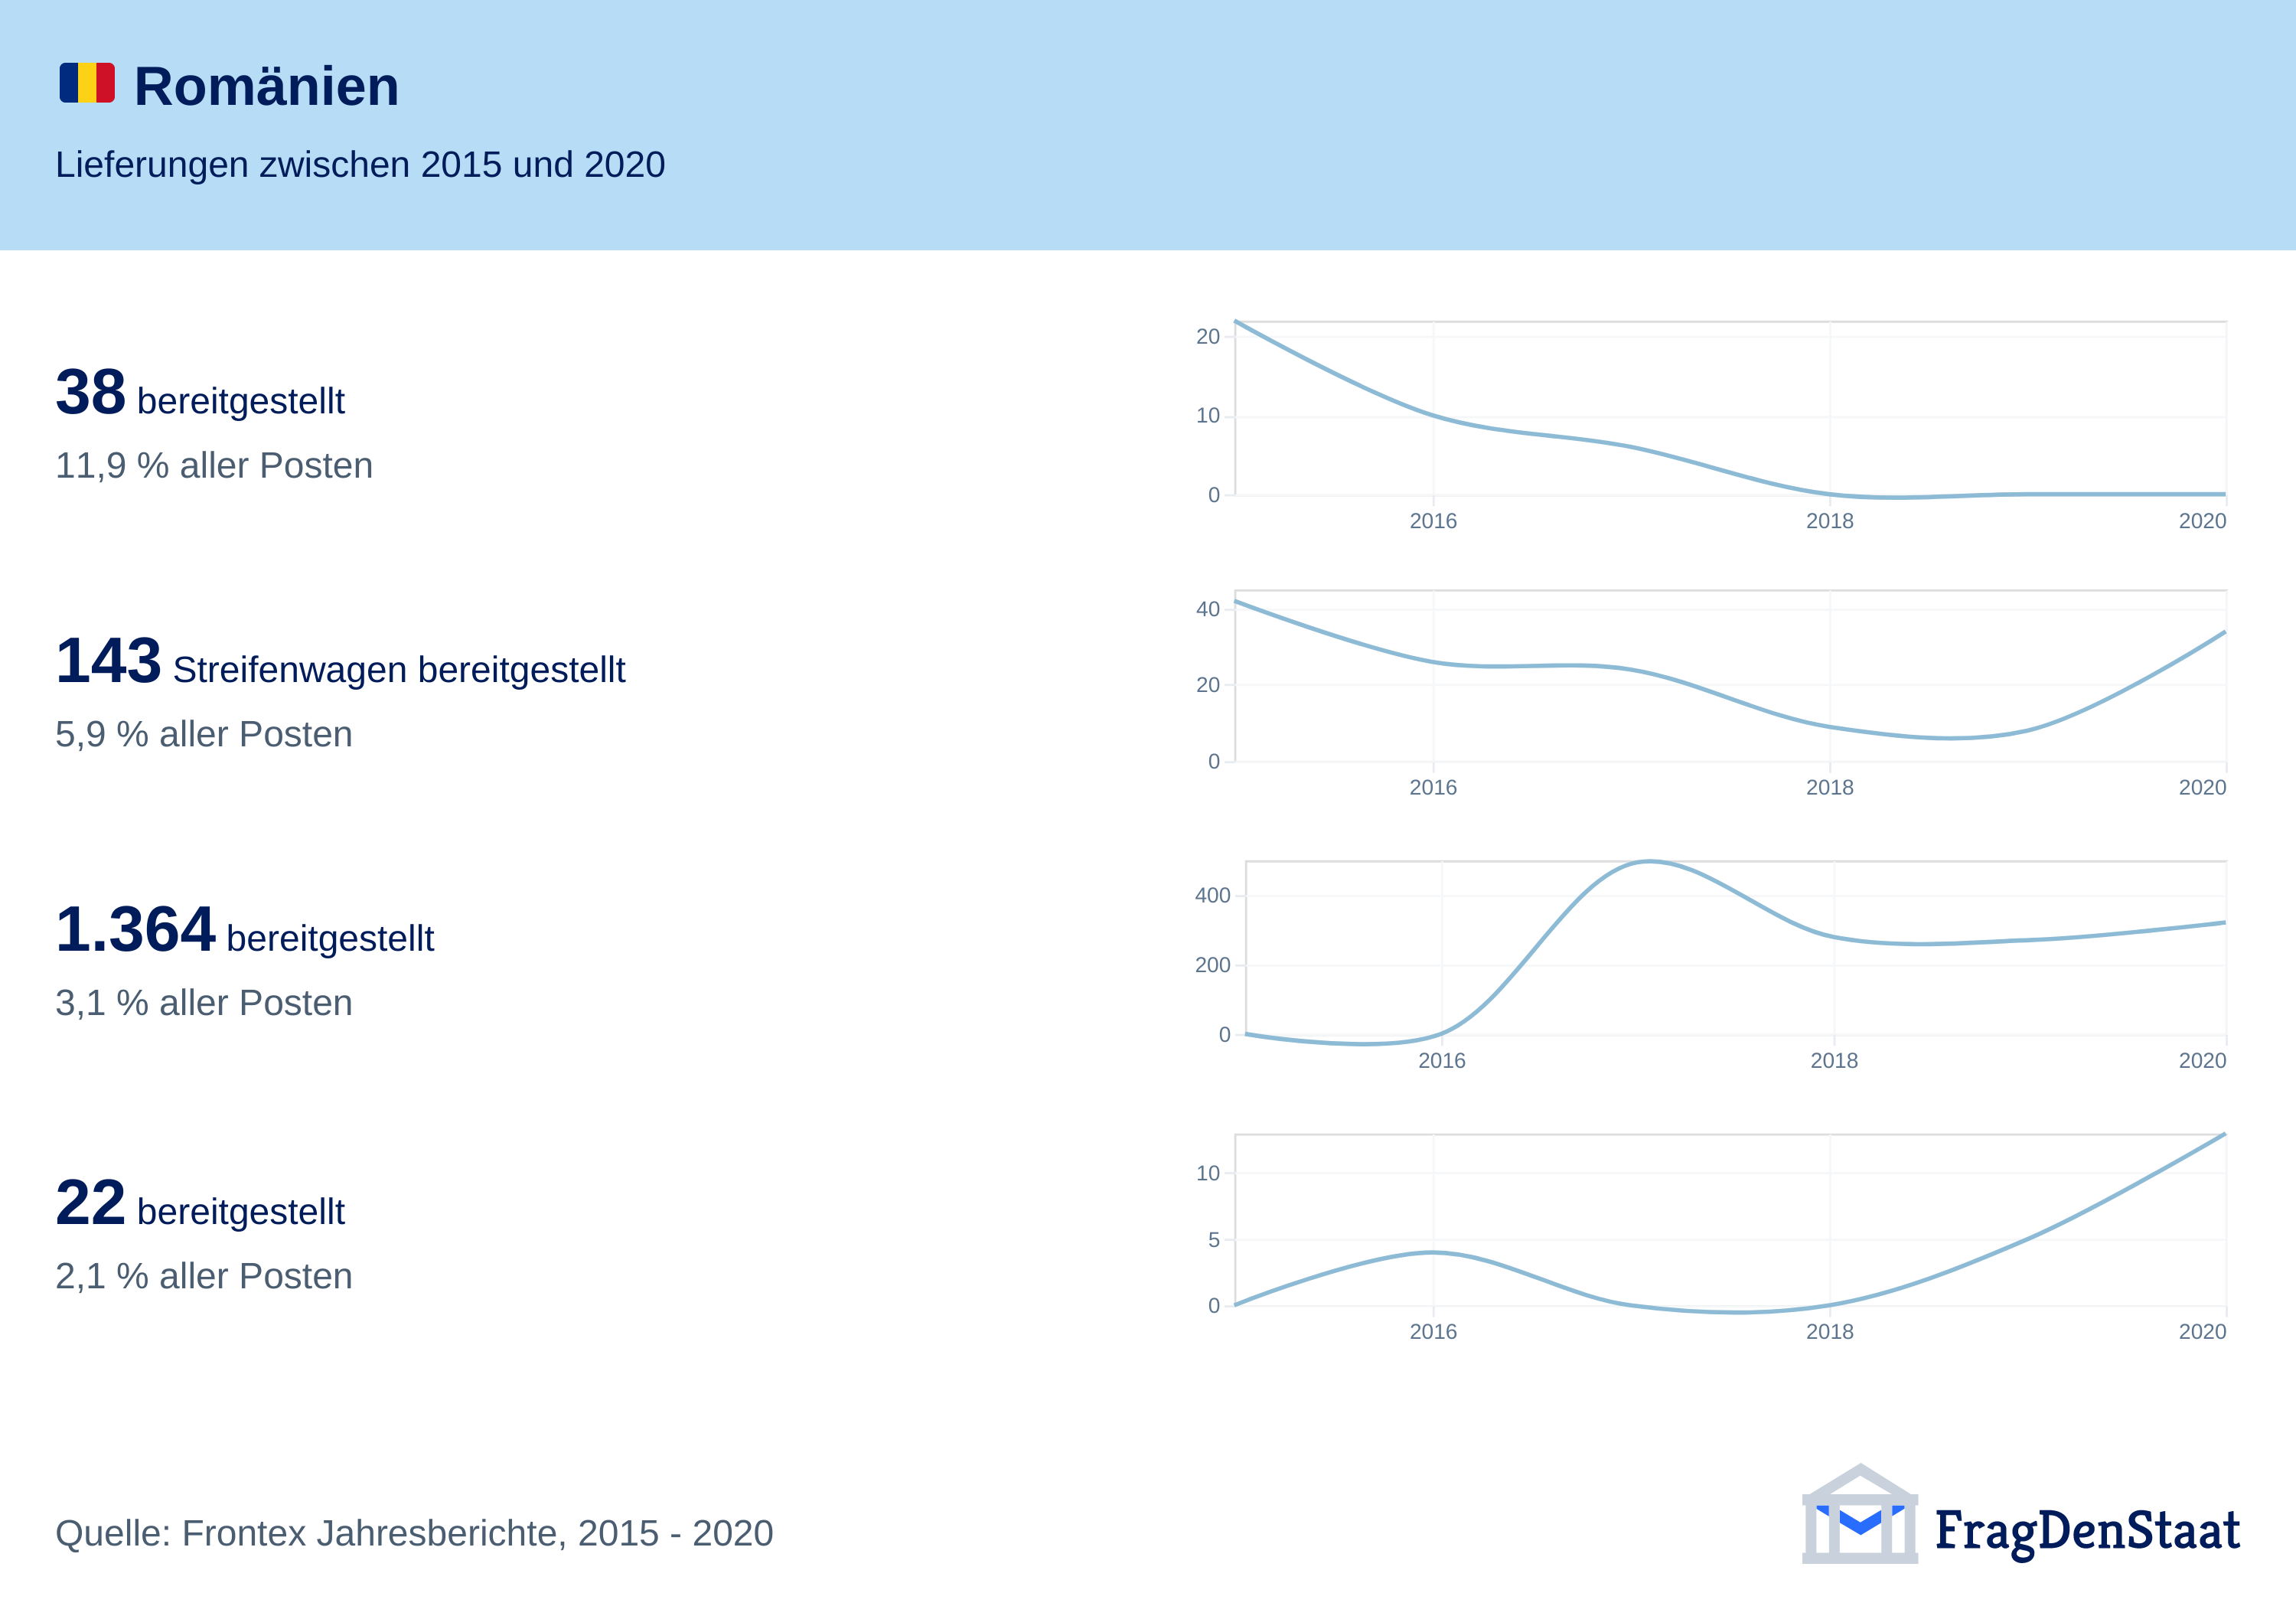 Romänien
Lieferungen zwischen 2015 und 2020
38 bereitgestellt
11,9 % aller Posten
20
10
0
2016 2018 2020
143 Streifenwagen bereitgestellt
5,9 % aller Posten
40
20
0
2016 2018 2020
1.364 bereitgestellt
3,1 % aller Posten
400
200
0
2016 2018 2020
22 bereitgestellt
2,1 % aller Posten
10
5
0
2016 2018 2020
Quelle: Frontex Jahresberichte, 2015 - 2020
FragDenStaat